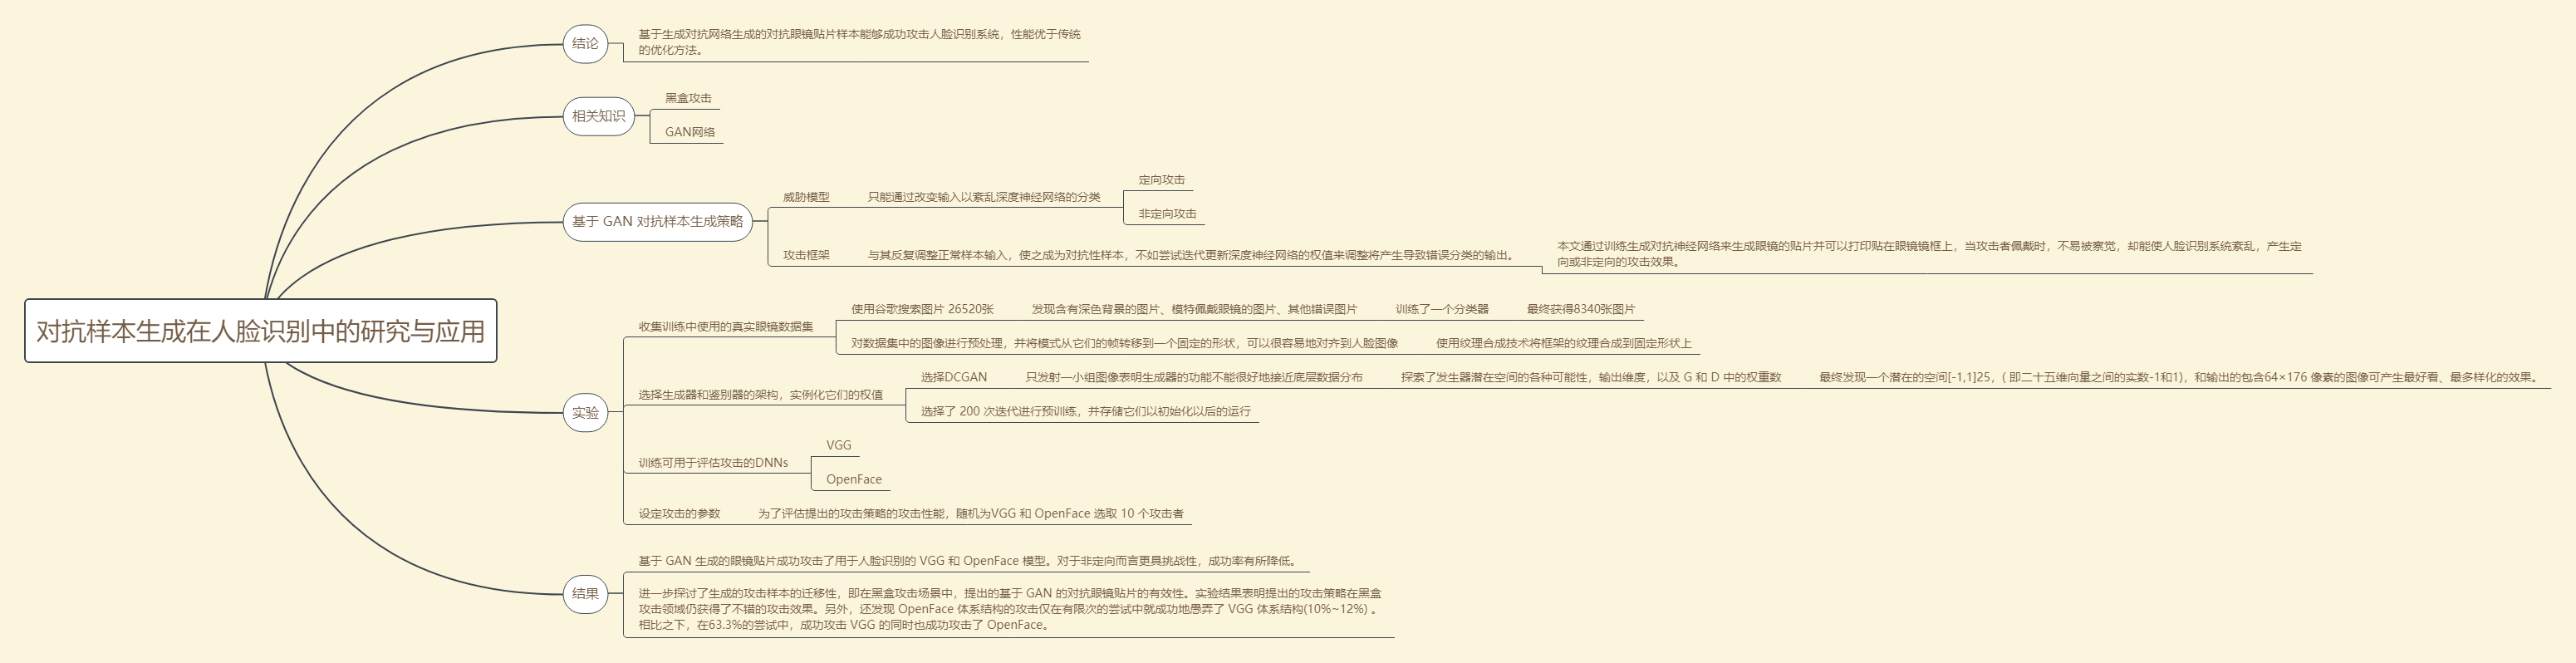 对抗样本生成在人脸识别中的研究与应用
结论
基于生成对抗网络生成的对抗眼镜贴片样本能够成功攻击人脸识别系统，性能优于传统
的优化方法。
相关知识
黑盒攻击
GAN网络
基于 GAN 对抗样本生成策略
威胁模型
只能通过改变输入以紊乱深度神经网络的分类
定向攻击
非定向攻击
攻击框架
与其反复调整正常样本输入，使之成为对抗性样本，不如尝试迭代更新深度神经网络的权值来调整将产生导致错误分类的输出。
本文通过训练生成对抗神经网络来生成眼镜的贴片并可以打印贴在眼镜镜框上，当攻击者佩戴时，不易被察觉，却能使人脸识别系统紊乱，产生定
向或非定向的攻击效果。
实验
收集训练中使用的真实眼镜数据集
使用谷歌搜索图片 26520张
发现含有深色背景的图片、模特佩戴眼镜的图片、其他错误图片
训练了一个分类器
最终获得8340张图片
对数据集中的图像进行预处理，并将模式从它们的帧转移到一个固定的形状，可以很容易地对齐到人脸图像
使用纹理合成技术将框架的纹理合成到固定形状上
选择生成器和鉴别器的架构，实例化它们的权值
选择DCGAN
只发射一小组图像表明生成器的功能不能很好地接近底层数据分布
探索了发生器潜在空间的各种可能性，输出维度，以及 G 和 D 中的权重数
最终发现一个潜在的空间[-1,1]25，( 即二十五维向量之间的实数-1和1)，和输出的包含64×176 像素的图像可产生最好看、最多样化的效果。
选择了 200 次迭代进行预训练，并存储它们以初始化以后的运行
训练可用于评估攻击的DNNs
VGG
OpenFace
设定攻击的参数
为了评估提出的攻击策略的攻击性能，随机为VGG 和 OpenFace 选取 10 个攻击者
结果
基于 GAN 生成的眼镜贴片成功攻击了用于人脸识别的 VGG 和 OpenFace 模型。对于非定向而言更具挑战性，成功率有所降低。
进一步探讨了生成的攻击样本的迁移性，即在黑盒攻击场景中，提出的基于 GAN 的对抗眼镜贴片的有效性。实验结果表明提出的攻击策略在黑盒
攻击领域仍获得了不错的攻击效果。另外，还发现 OpenFace 体系结构的攻击仅在有限次的尝试中就成功地愚弄了 VGG 体系结构(10%~12%) 。
相比之下，在63.3%的尝试中，成功攻击 VGG 的同时也成功攻击了 OpenFace。